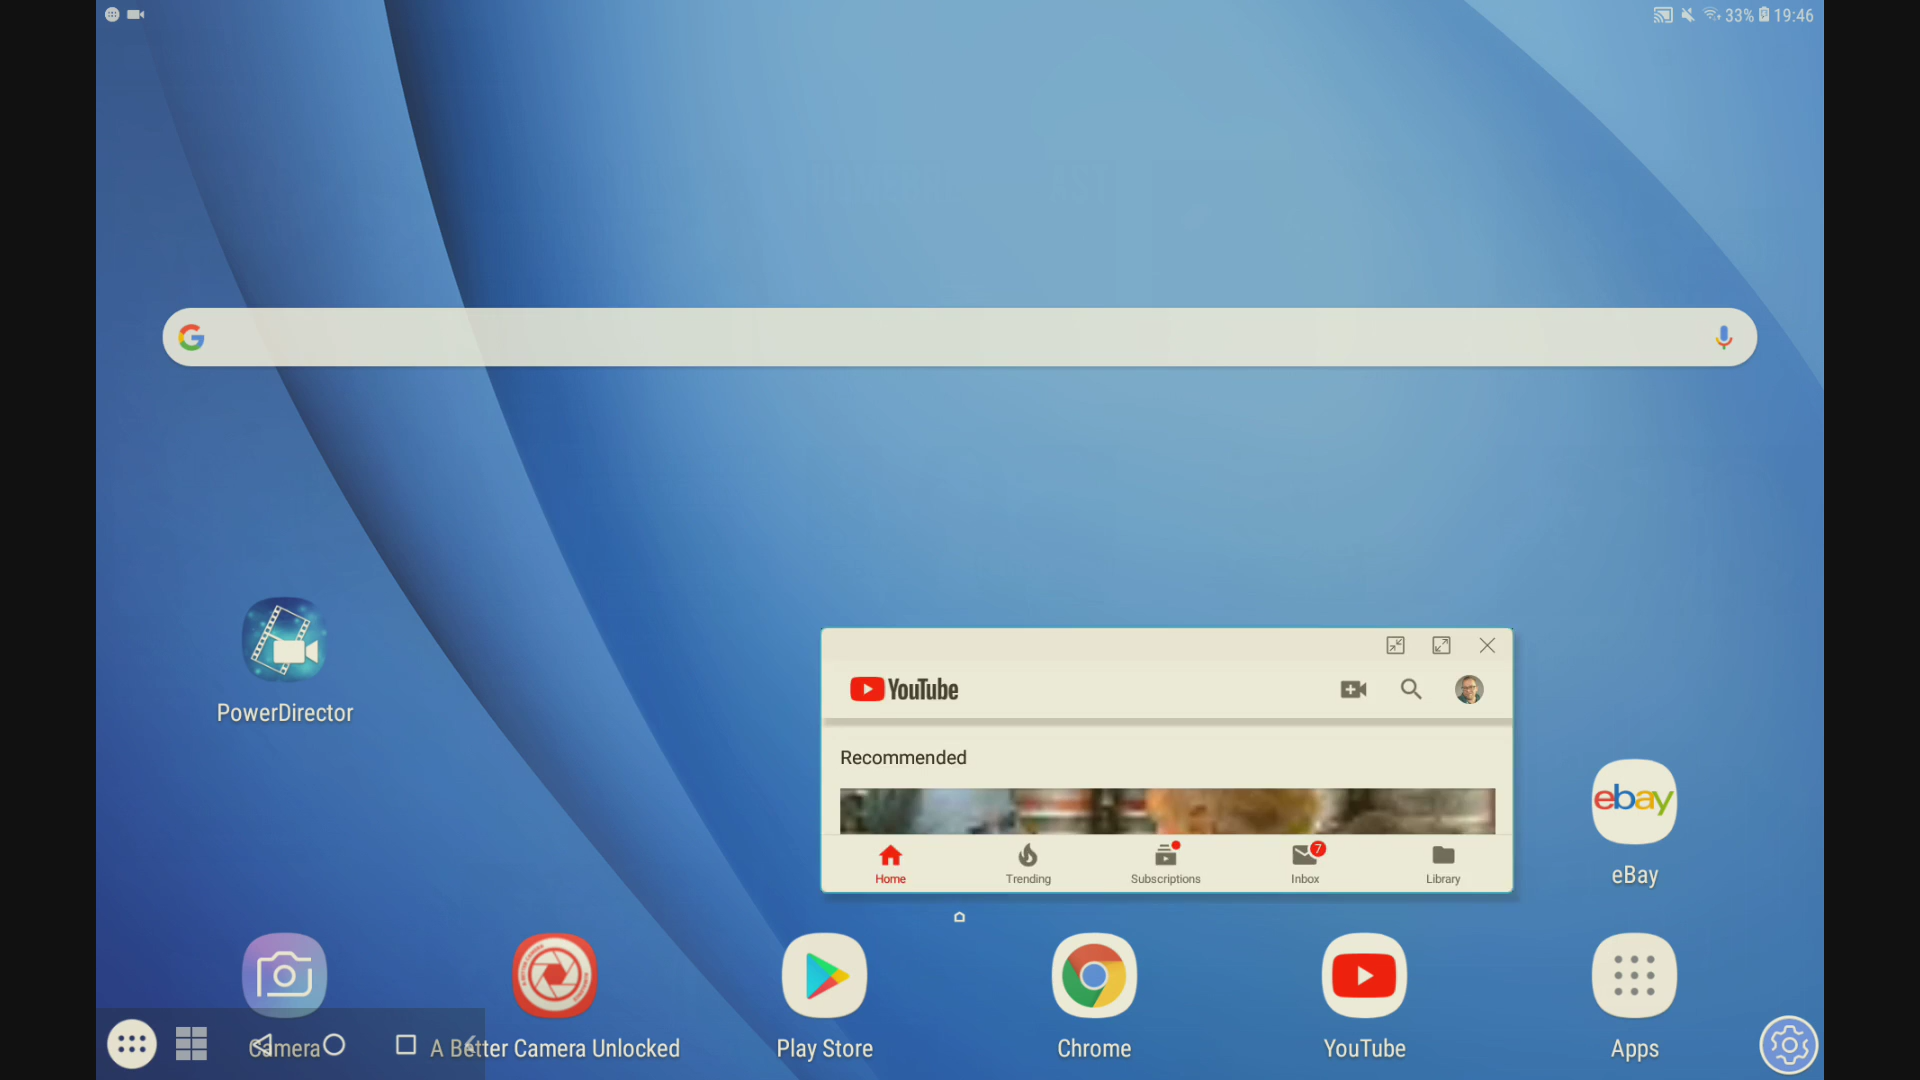 33% 19:46
PowerDirector
YouTube
Recommended
Home
Trending
Subscriptions
7
Inbox
Library
ebay
eBay
Camera
A Better Camera Unlocked
Play Store
Chrome
YouTube
Apps